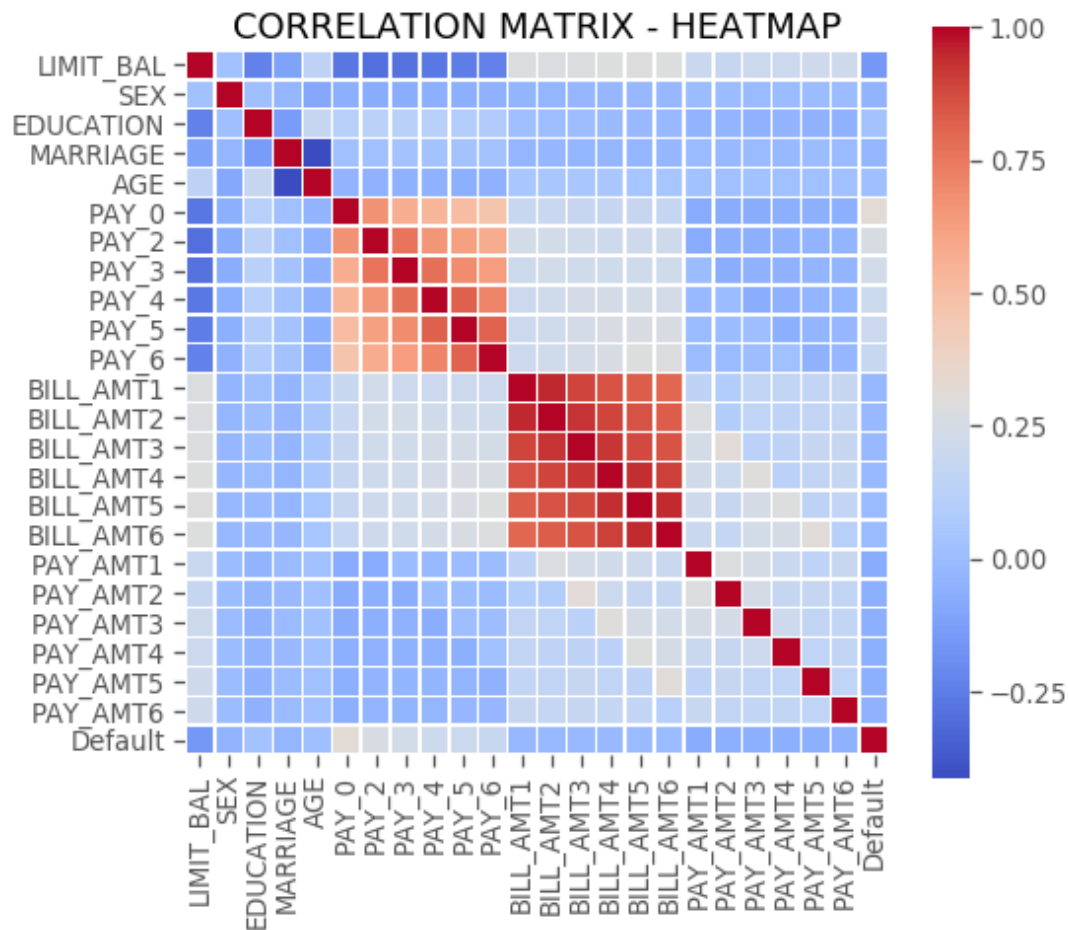 CORRELATION MATRIX - HEATMAP
LIMIT_BAL
SEX
EDUCATION
MARRIAGE
AGE
PAY_0
PAY_2
PAY_3
PAY_4
PAY_5
PAY_6
BILL_AMT1
BILL_AMT2
BILL_AMT3
BILL_AMT4
BILL_AMT5
BILL_AMT6
PAY_AMT1
PAY_AMT2
PAY_AMT3
PAY_AMT4
PAY_AMT5
PAY_AMT6
Default
LIMIT_BAL
SEX
EDUCATION
MARRIAGE
AGE
PAY_0
PAY_2
PAY_3
PAY_4
PAY_5
PAY_6
BILL_AMT1
BILL_AMT2
BILL_AMT3
BILL_AMT4
BILL_AMT5
BILL_AMT6
PAY_AMT1
PAY_AMT2
PAY_AMT3
PAY_AMT4
PAY_AMT5
PAY_AMT6
Default
1.00
0.75
0.50
0.25
0.00
−0.25